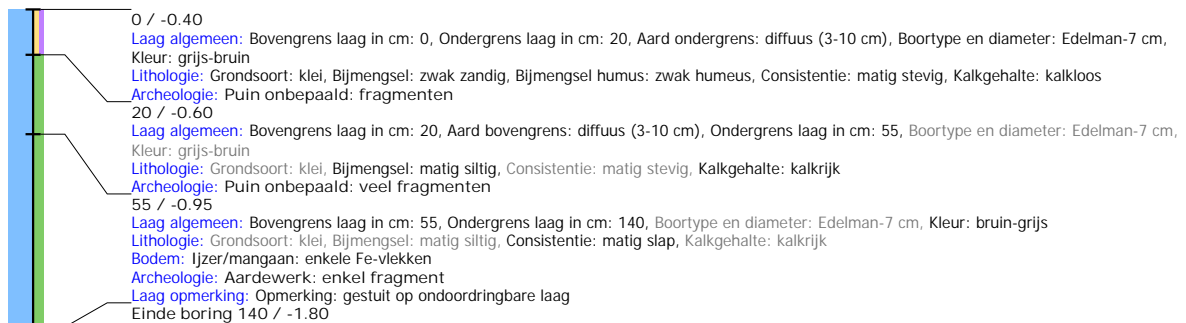 0 / -0.40
Laag algemeen: Bovengrens laag in cm: 0, Ondergrens laag in cm: 20, Aard ondergrens: diffuus (3-10 cm), Boortype en diameter: Edelman-7 cm,
Kleur: grijs-bruin
Lithologie: Grondsoort: klei, Bijmengsel: zwak zandig, Bijmengsel humus: zwak humeus, Consistentie: matig stevig, Kalkgehalte: kalkloos
Archeologie: Puin onbepaald: fragmenten
20 / -0.60
Laag algemeen: Bovengrens laag in cm: 20, Aard bovengrens: diffuus (3-10 cm), Ondergrens laag in cm: 55, Boortype en diameter: Edelman-7 cm,
Kleur: grijs-bruin
Lithologie: Grondsoort: klei, Bijmengsel: matig siltig, Consistentie: matig stevig, Kalkgehalte: kalkrijk
Archeologie: Puin onbepaald: veel fragmenten
55 / -0.95
Laag algemeen: Bovengrens laag in cm: 55, Ondergrens laag in cm: 140, Boortype en diameter: Edelman-7 cm, Kleur: bruin-grijs
Lithologie: Grondsoort: klei, Bijmengsel: matig siltig, Consistentie: matig slap, Kalkgehalte: kalkrijk
Bodem: Ijzer/mangaan: enkele Fe-vlekken
Archeologie: Aardewerk: enkel fragment
Laag opmerking: Opmerking: gestuit op ondoordringbare laag
Einde boring 140 / -1.80